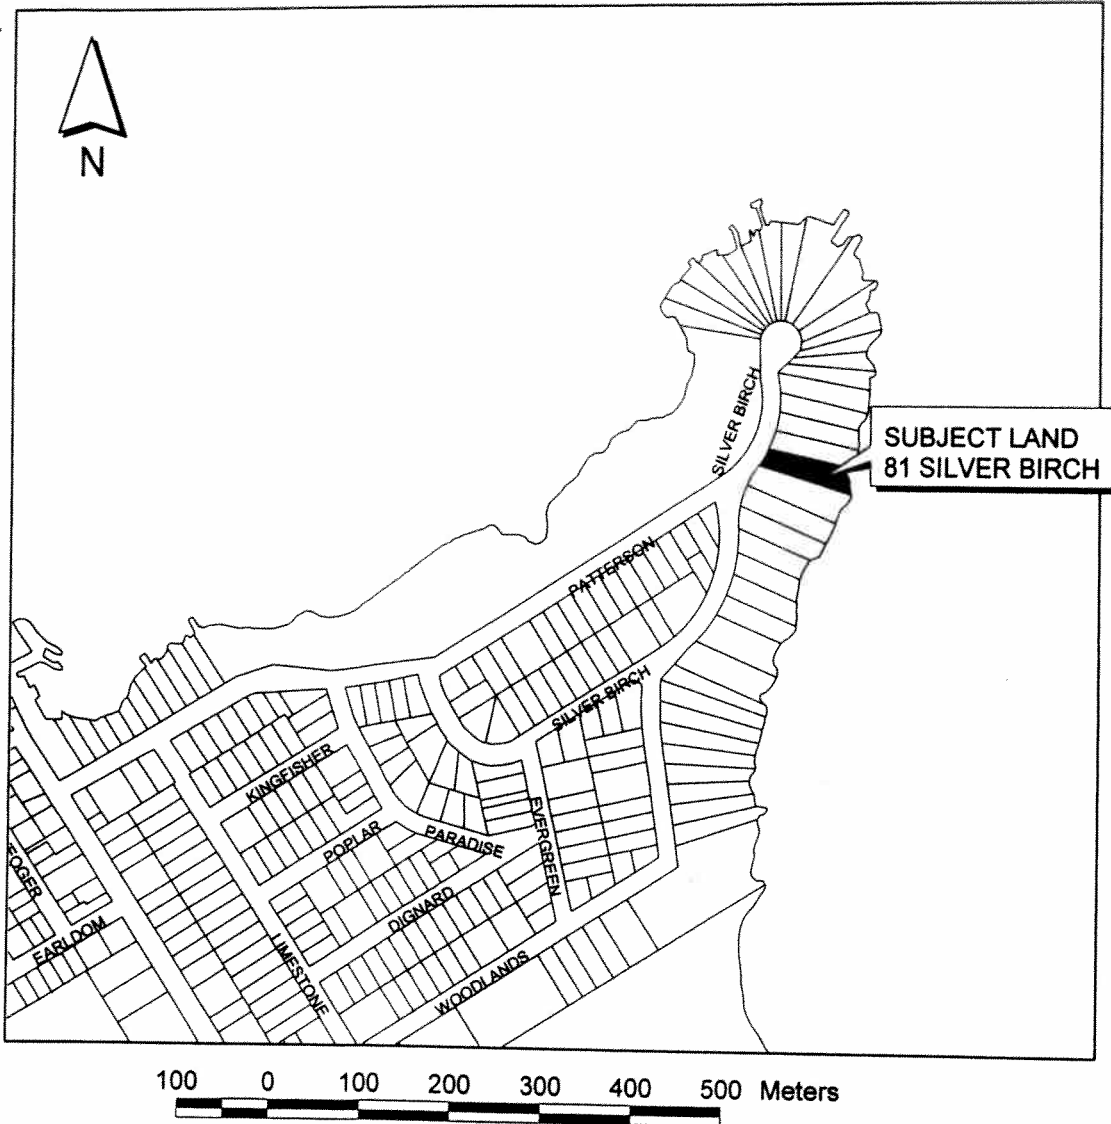 N
SILVER BIRCH
SUBJECT LAND
81 SILVER BIRCH
PATTERSON
SILVER BIRCH
KINGFISHER
EVERGREEN
POPLAR
PARADISE
DIGNARD
EARLDOM
LIMESTONE
WOODLANDS
100 0 100 200 300 400 500 Meters